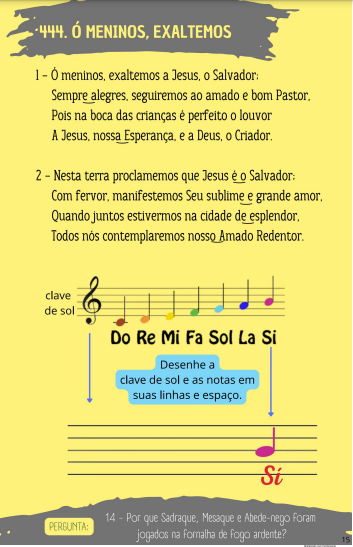 444. Ó MENINOS, EXALTEMOS
1 – Ó meninos, exaltemos a Jesus, o Salvador;
Sempre alegres, seguiremos ao amado e bom Pastor,
Pois na boca das crianças é perfeito o louvor
A Jesus, nossa Esperança, e a Deus, o Criador.
2 – Nesta terra proclamemos que Jesus é o Salvador;
Com fervor, manifestemos Seu sublime e grande amor,
Quando juntos estivermos na cidade de esplendor,
Todos nós contemplaremos nosso Amado Redentor.
clave
de sol
Do Re Mi Fa Sol La Si
Desenhe a
clave de sol e as notas em
suas linhas e espaço.
Si
PERGUNTA:
14 – Por que Sadraque, Mesaque e Abede-nego foram
jogados na fornalha de fogo ardente?
15